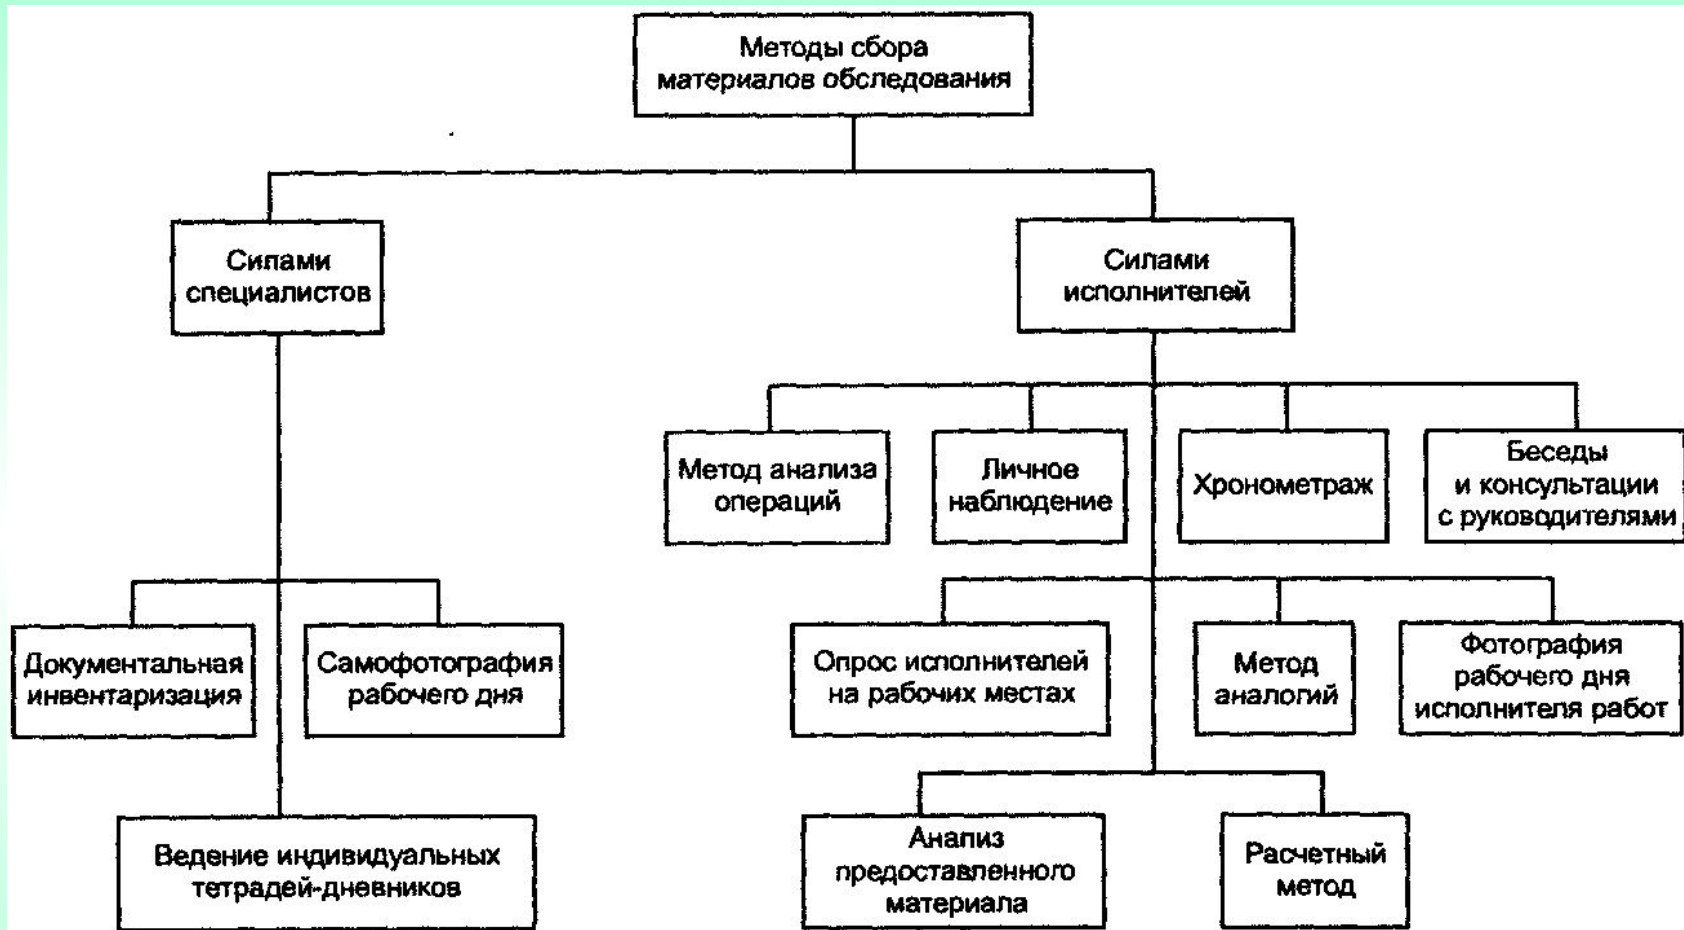 Методы сбора
материалов обследования
Силами
специалистов
Силами
исполнителей
Метод анализа
операций
Личное
наблюдение
Хронометраж
Беседы
и консультации
с руководителями
Документальная
инвентаризация
Самофотография
рабочего дня
Опрос исполнителей
на рабочих местах
Метод
аналогий
Фотография
рабочего дня
исполнителя работ
Ведение индивидуальных
тетрадей-дневников
Анализ
предоставленного
материала
Расчетный
метод